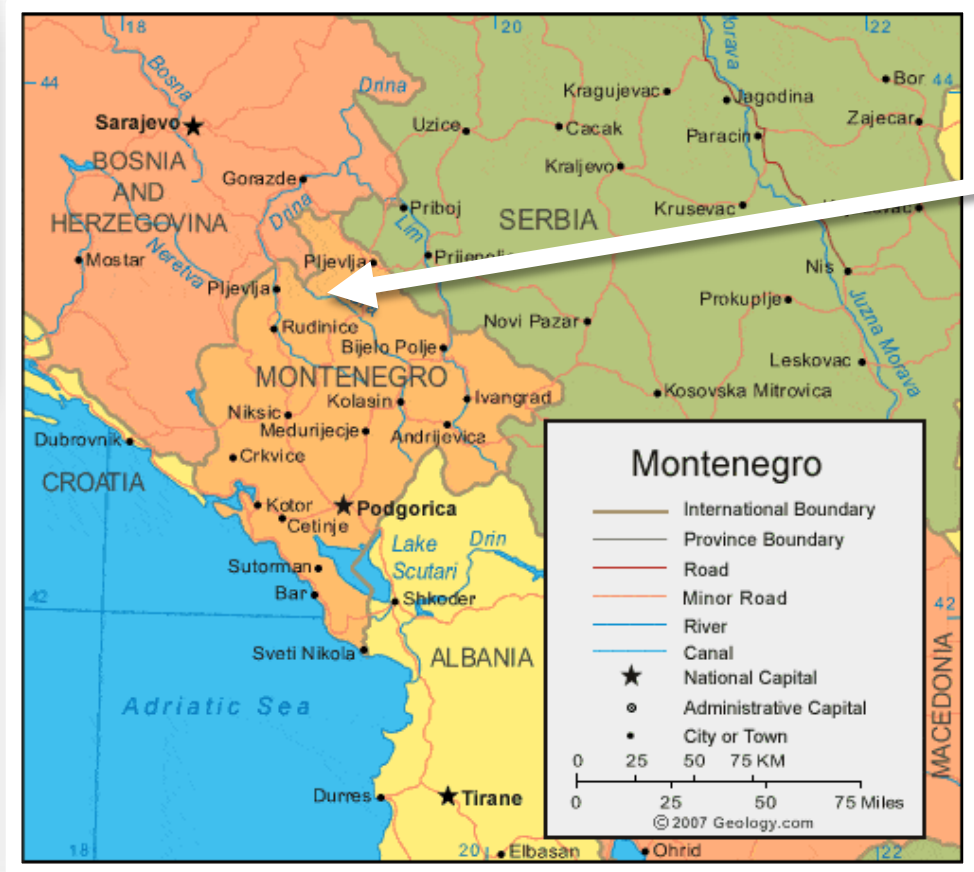 18
20
22
44
44
Bosna
Drina
Morava
Bor
Kragujevac
Jagodina
Sarajevo
Uzice
Cacak
Paracin
Zajecar
BOSNIA
AND
HERZEGOVINA
Gorazde
Kraljevo
Drina
Priboj
SERBIA
Krusevac
Lim
Neretva
Mostar
Pljevlja
Nis
Pljevlja
Prokuplje
Juzna Morava
Rudinice
Novi Pazar
Bijelo Polje
Leskovac
MONTENEGRO
Kosovska Mitrovica
Kolasin
Ivangrad
Niksic
Medurijecje
Andrijevica
Dubrovnik
Crkvice
CROATIA
Kotor
Podgorica
Cetinje
Lake
Scutari
Drin
Sutorman
Bar
Shkoder
42
42
Sveti Nikola
ALBANIA
MACEDONIA
Adriatic Sea
Durres
Tirane
18
20
Elbasan
Ohrid
22
Montenegro
International Boundary
Province Boundary
Road
Minor Road
River
Canal
National Capital
Administrative Capital
City or Town
0 25 50 75 KM
0 25 50 75 Miles
© 2007 Geology.com